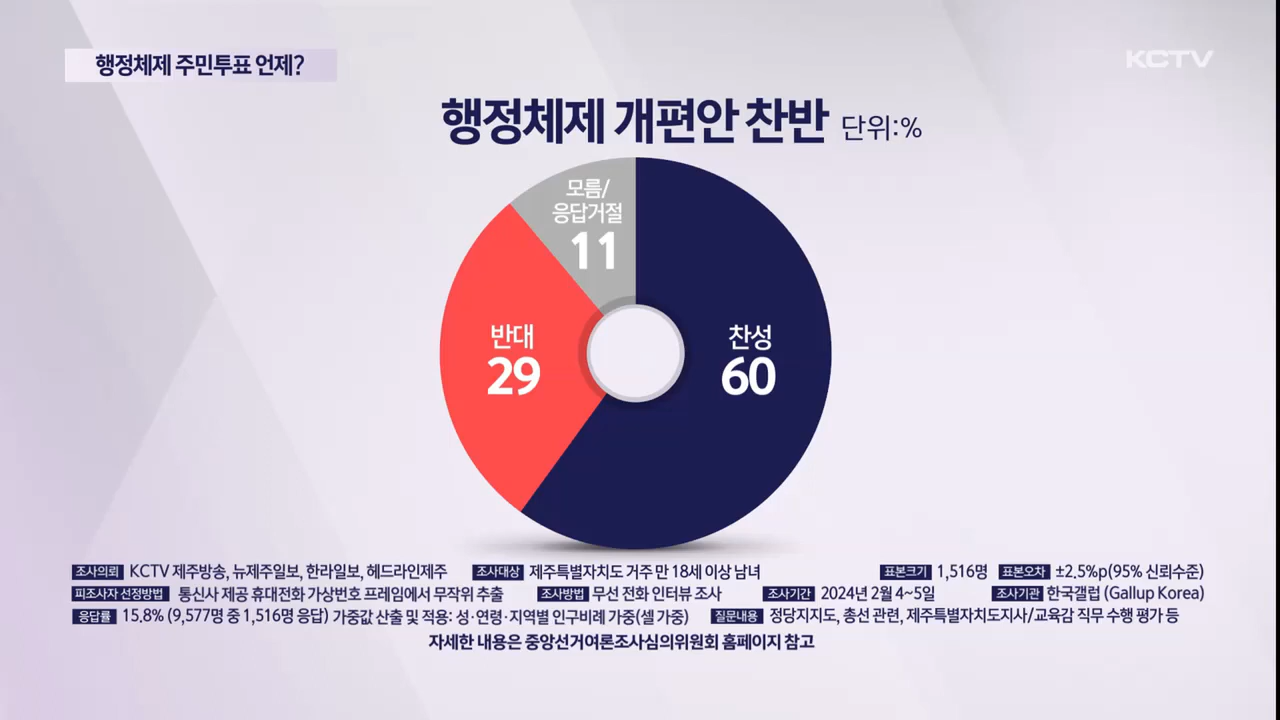 행정체제 주민투표 언제?
KCTV
행정체제 개편안 찬반 단위:%
모름/
응답거절
11
반대
29
찬성
60
조사의뢰 KCTV 제주방송, 뉴제주일보, 한라일보, 헤드라인제주 조사대상 제주특별자치도 거주 만 18세 이상 남녀 표본크기 1,516명 표본오차 ±2.5%p(95% 신뢰수준)
피조사자 선정방법 통신사 제공 휴대전화 가상번호 프레임에서 무작위 추출 조사방법 무선 전화 인터뷰 조사 조사기간 2024년 2월 4~5일 조사기관 한국갤럽 (Gallup Korea)
응답률 15.8% (9,577명 중 1,516명 응답) 가중값 산출 및 적용: 성·연령·지역별 인구비례 가중(셀 가중) 질문내용 정당지지도, 총선 관련, 제주특별자치도지사/교육감 직무 수행 평가 등
자세한 내용은 중앙선거여론조사심의위원회 홈페이지 참고